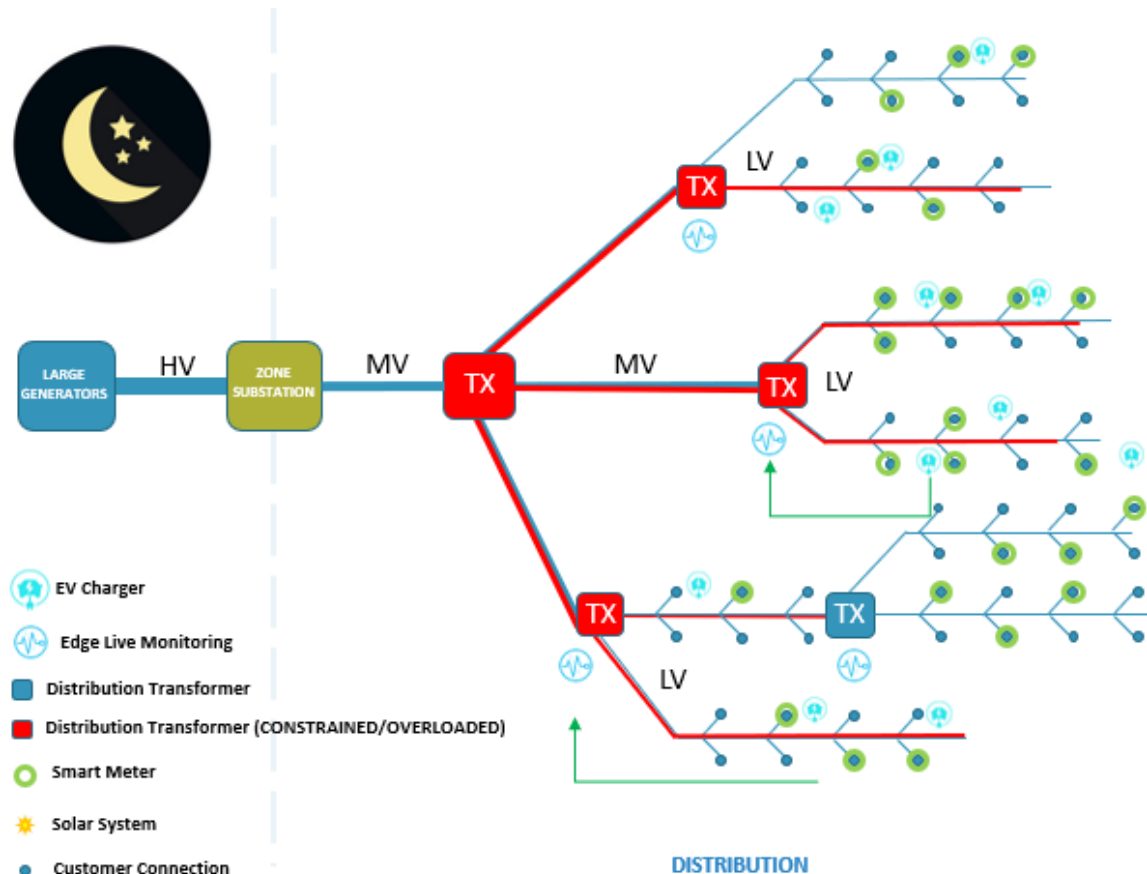 LV
TX
LARGE
GENERATORS
HV
ZONE
SUBSTATION
MV
TX
MV
TX
LV
TX
TX
LV
EV Charger
Edge Live Monitoring
Distribution Transformer
Distribution Transformer (CONSTRAINED/OVERLOADED)
Smart Meter
Solar System
Customer Connection
DISTRIBUTION